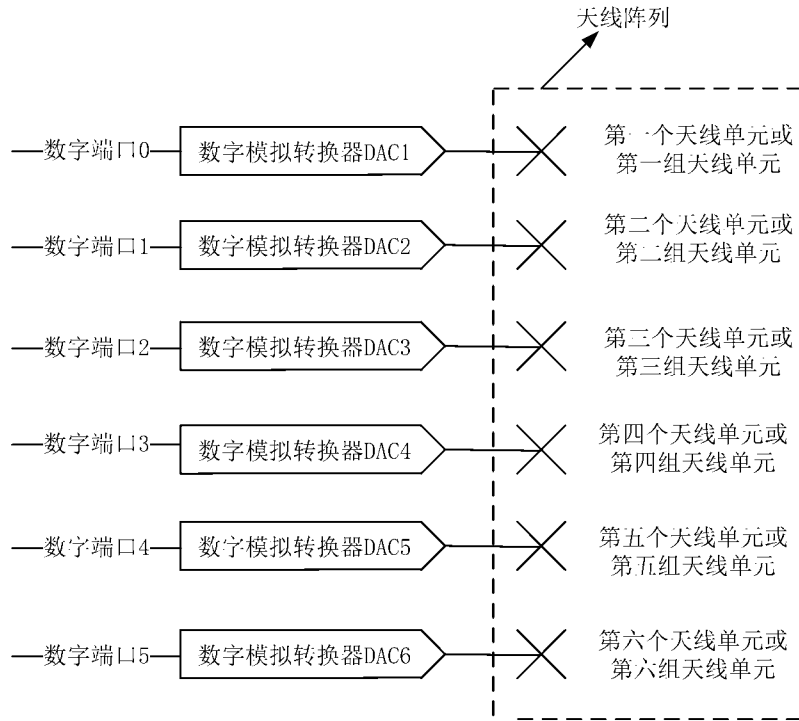 天线阵列
数字端口0
数字模拟转换器DAC1
第一个天线单元或
第一组天线单元
数字端口1
数字模拟转换器DAC2
第二个天线单元或
第二组天线单元
数字端口2
数字模拟转换器DAC3
第三个天线单元或
第三组天线单元
数字端口3
数字模拟转换器DAC4
第四个天线单元或
第四组天线单元
数字端口4
数字模拟转换器DAC5
第五个天线单元或
第五组天线单元
数字端口5
数字模拟转换器DAC6
第六个天线单元或
第六组天线单元